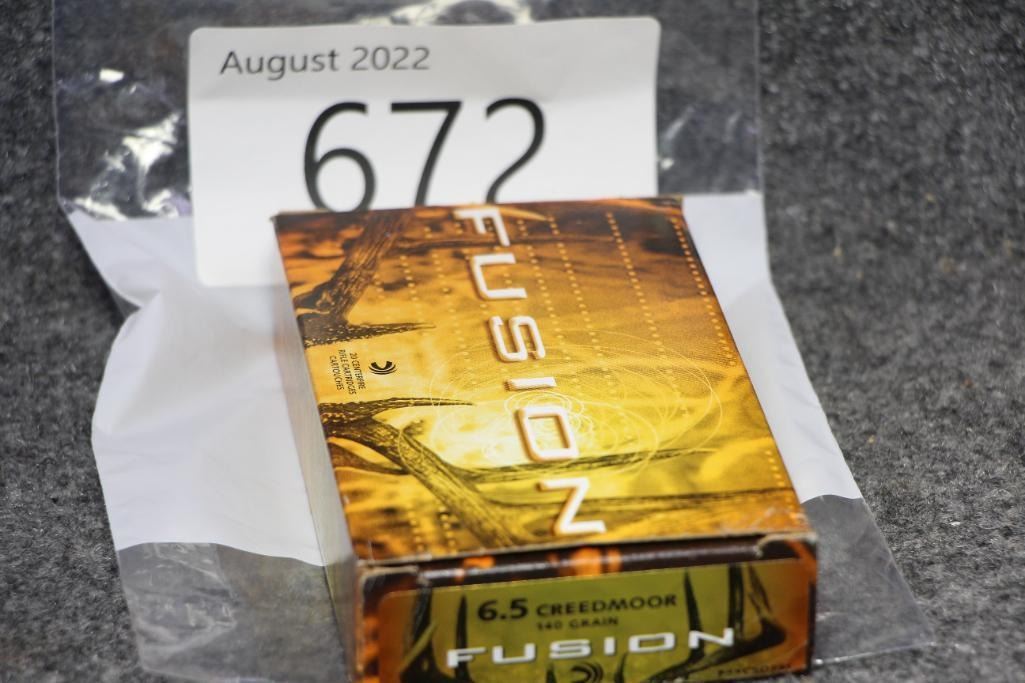 August 2022
672
FUSION
20 CENTERFIRE
RIFLE CARTRIDGES
CARTOUCHES
6.5 CREEDMOOR
140 GRAIN
FUSION